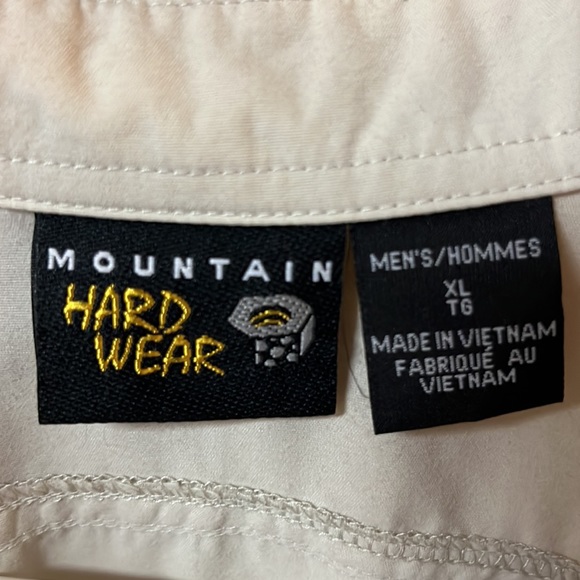 MOUNTAIN
HARD
WEAR
MEN'S/HOMMES
XL
TG
MADE IN VIETNAM
FABRIQUÉ AU
VIETNAM